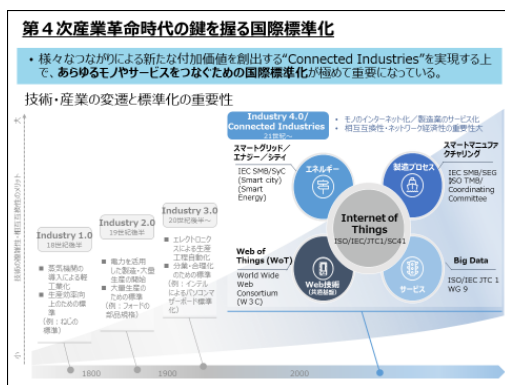 第4次産業革命時代の鍵を握る国際標準化
・様々なつながりによる新たな付加価値を創出する“Connected Industries”を実現する上
で、あらゆるモノやサービスをつなぐための国際標準化が極めて重要になっている。
技術・産業の変遷と標準化の重要性
大
技術の複雑性・相互互換性のメリット
小
Industry 1.0
18世紀後半
■ 蒸気機関の
導入による軽
工業化
■ 生産効率向
上のための標
準
(例：ねじの標
準)
Industry 2.0
19世紀後半
■ 電力を活用
した製造・大量
生産の開始
■ 大量生産の
ための標準
(例：フォードの
部品規格)
Industry 3.0
20世紀後半～
■ エレクトロニク
スによる生産
工程自動化
■ 分業・合理化
のための標準
(例：インテル
によるパソコンマ
ザーボード標準
化)
Industry 4.0/
Connected Industries
21世紀～
• モノのインターネット化／製造業のサービス化
• 相互互換性・ネットワーク経済性の重要性大
スマートグリッド／
エナジー／シティ
IEC SMB/SyC
(Smart city)
(Smart
Energy)
エネルギー
製造プロセス
スマートマニュファ
クチャリング
IEC SMB/SEG
ISO TMB/
Coordinating
Committee
Internet of
Things
ISO/IEC/JTC1/SC41
Web of
Things (WoT)
World Wide
Web
Consortium
(W3C)
Web技術
(共通基盤)
サービス
Big Data
ISO/IEC JTC 1
WG 9
1800
1900
2000